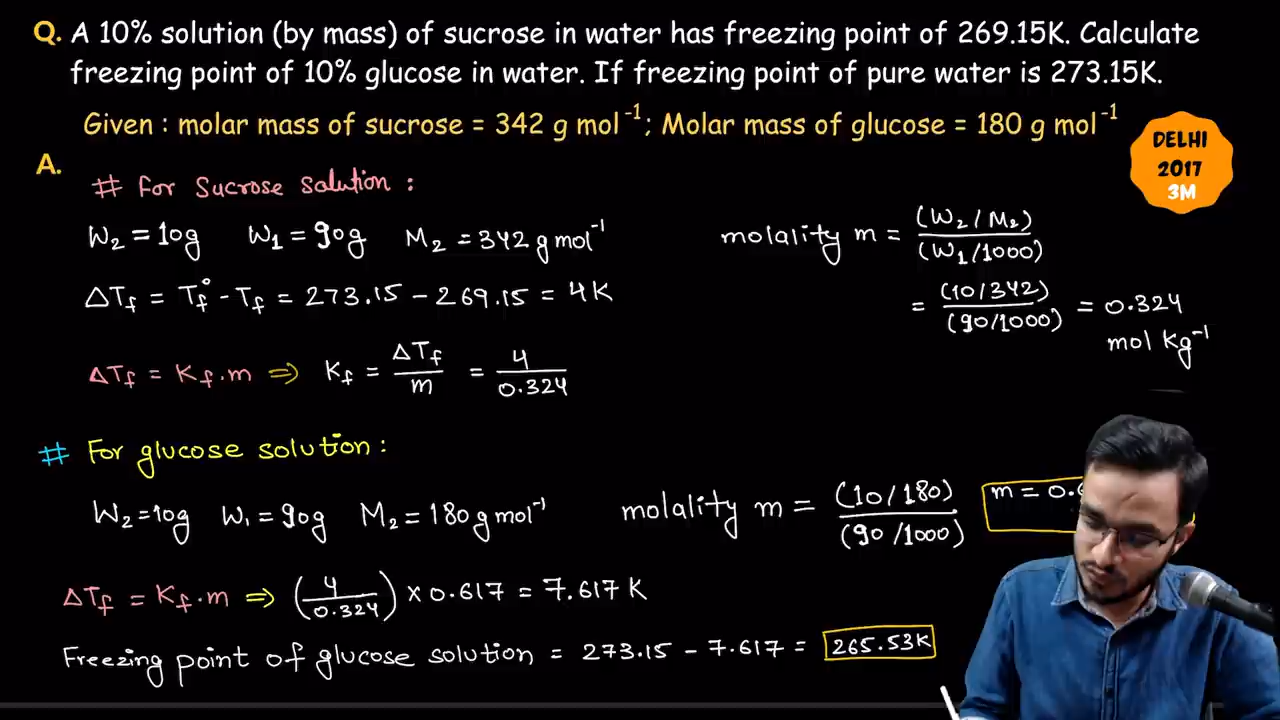 Q. A 10% solution (by mass) of sucrose in water has freezing point of 269.15K. Calculate
freezing point of 10% glucose in water. If freezing point of pure water is 273.15K.
Given : molar mass of sucrose = 342 g mol⁻¹; Molar mass of glucose = 180 g mol⁻¹
DELHI
2017
3M
A.
# For Sucrose solution :
W₂ = 10g W₁ = 90g M₂ = 342 g mol⁻¹
molality m = (W₂/M₂) / (W₁/1000)
ΔTf = Tf° - Tf = 273.15 - 269.15 = 4K
= (10/342) / (90/1000) = 0.324
mol Kg⁻¹
ΔTf = Kf.m ⇒ Kf = ΔTf / m = 4 / 0.324
# For glucose solution :
W₂ = 10g W₁ = 90g M₂ = 180 g mol⁻¹
molality m = (10/180) / (90/1000)
m = 0.6
ΔTf = Kf.m ⇒ (4 / 0.324) × 0.617 = 7.617 K
Freezing point of glucose solution = 273.15 - 7.617 = 265.53K